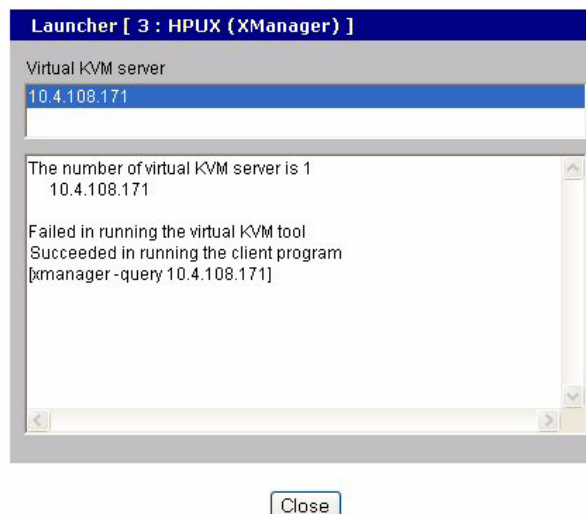 Launcher [ 3 : HPUX (XManager) ]
Virtual KVM server
10.4.108.171
The number of virtual KVM server is 1
10.4.108.171
Failed in running the virtual KVM tool
Succeeded in running the client program
[xmanager -query 10.4.108.171]
Close